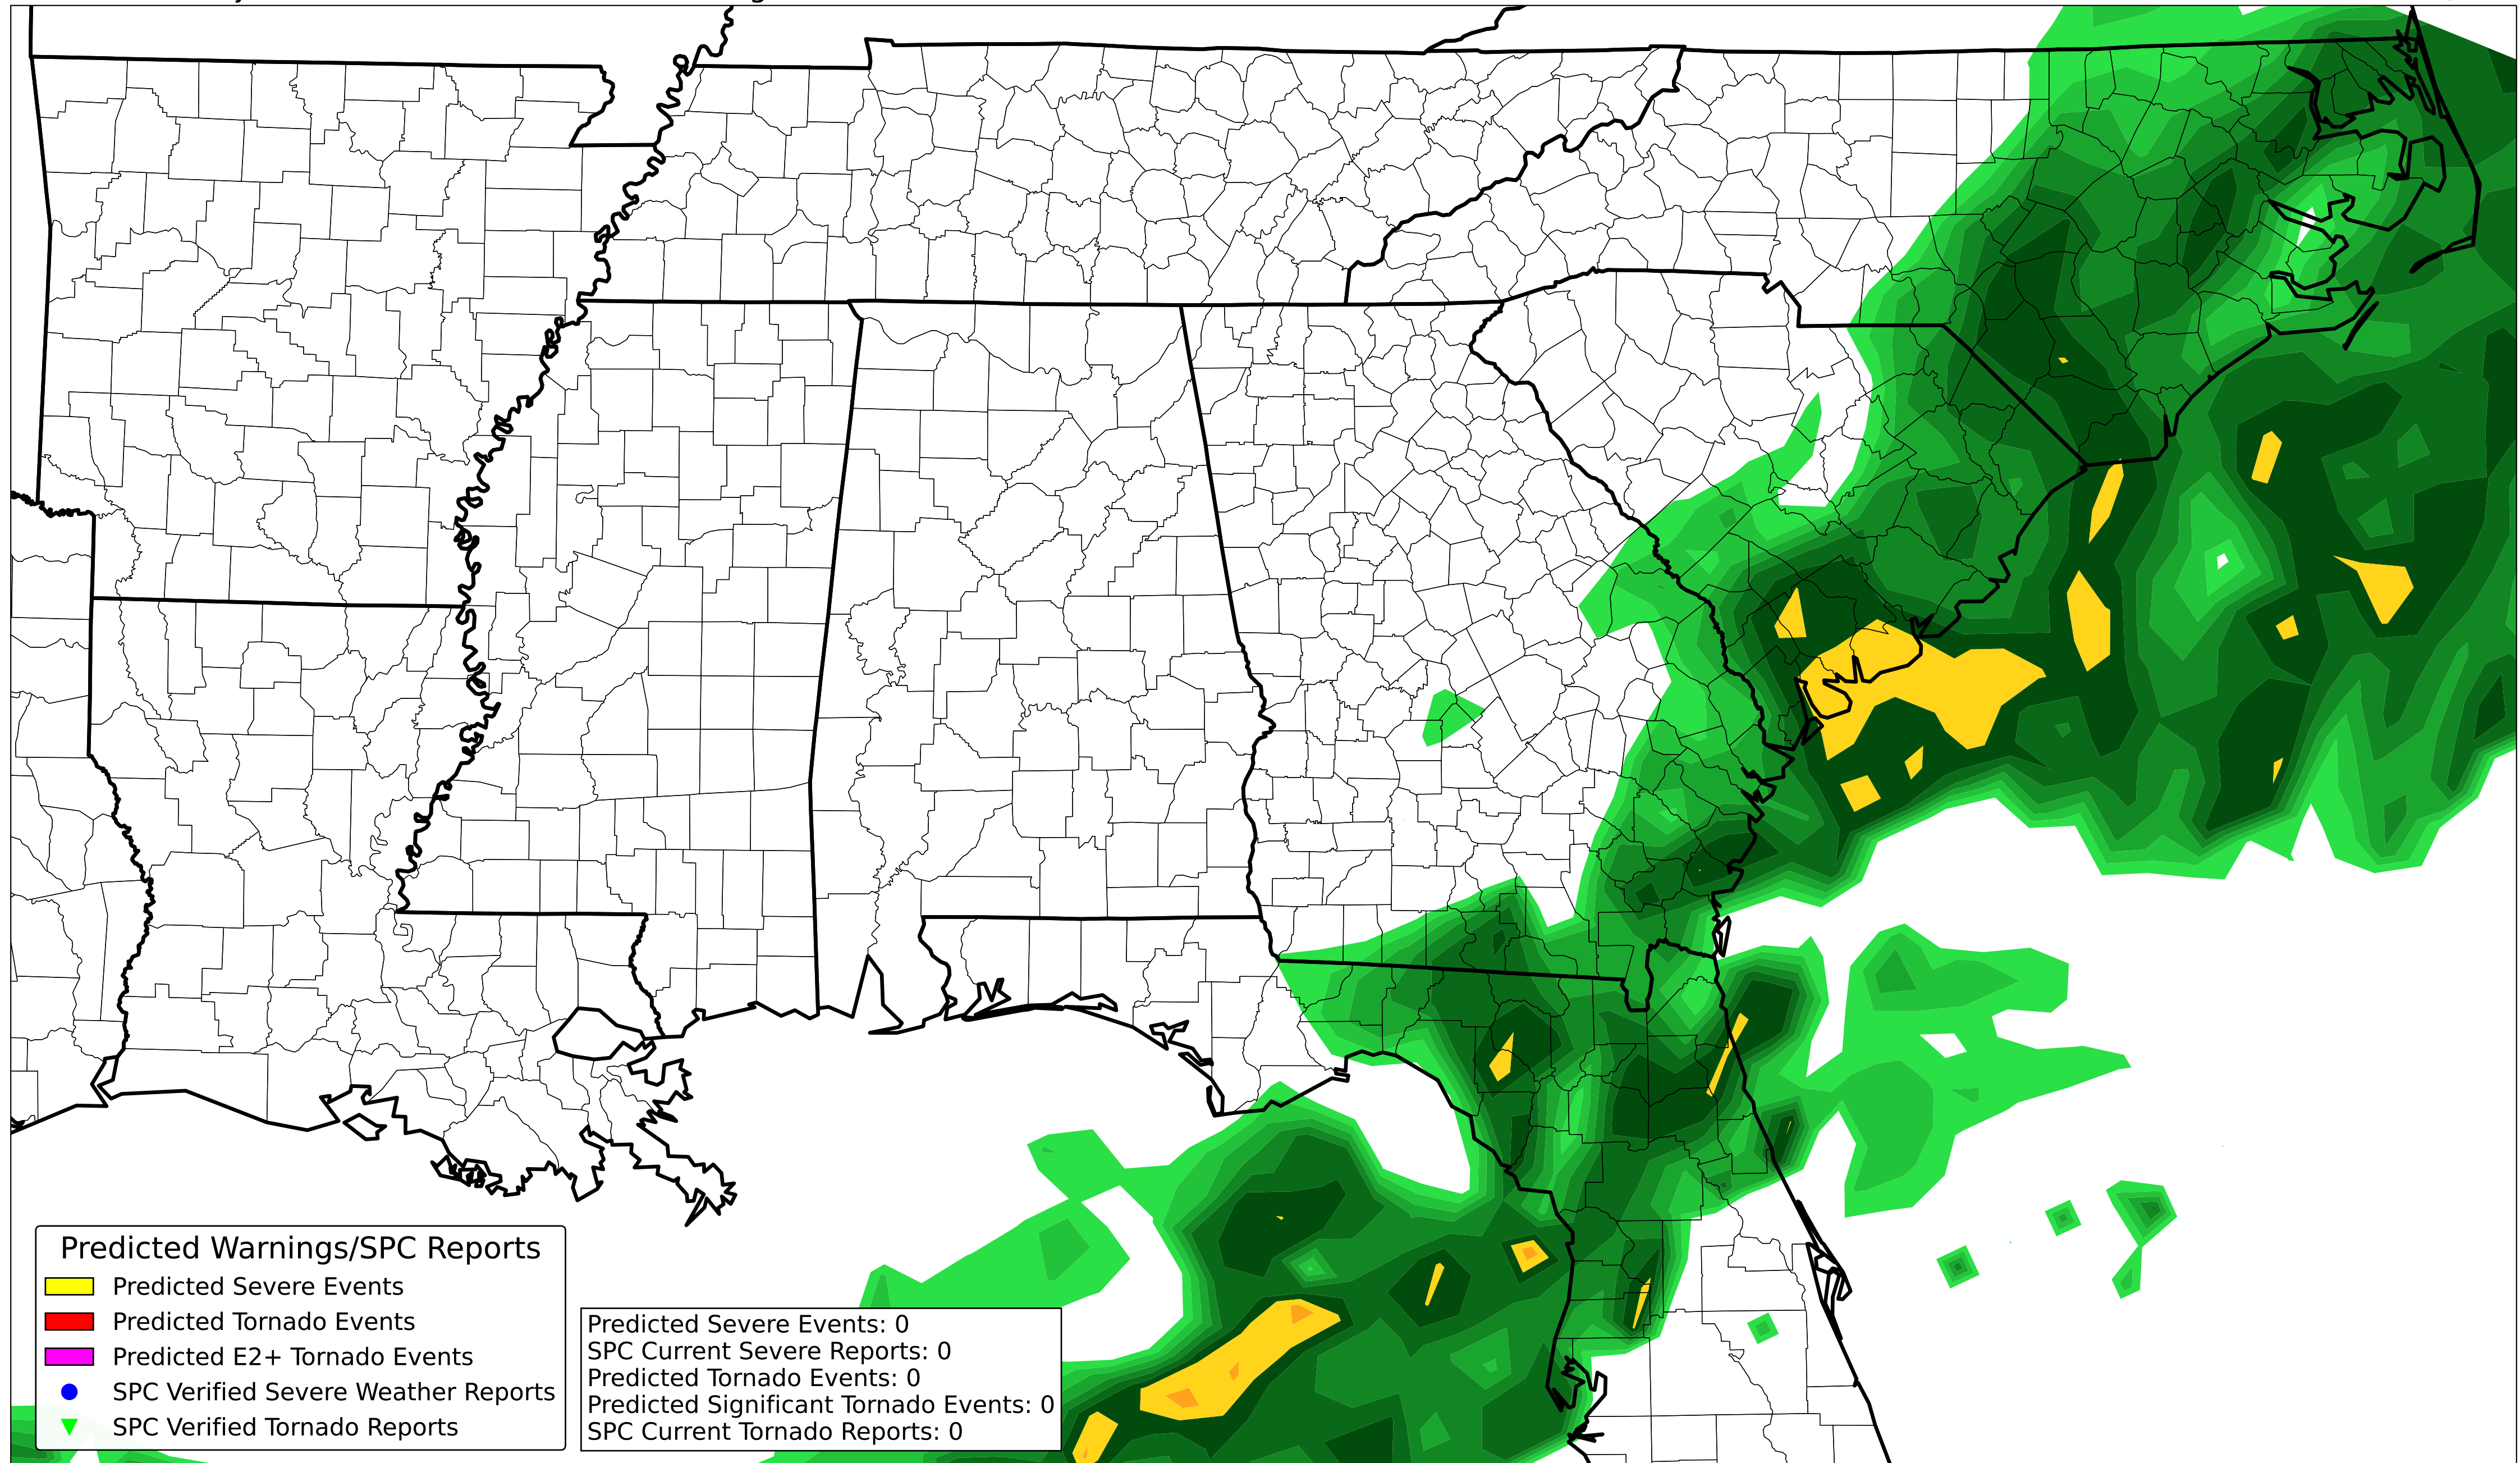 Predicted Warnings/SPC Reports
Predicted Severe Events
Predicted Tornado Events
Predicted E2+ Tornado Events
SPC Verified Severe Weather Reports
SPC Verified Tornado Reports
Predicted Severe Events: 0
SPC Current Severe Reports: 0
Predicted Tornado Events: 0
Predicted Significant Tornado Events: 0
SPC Current Tornado Reports: 0